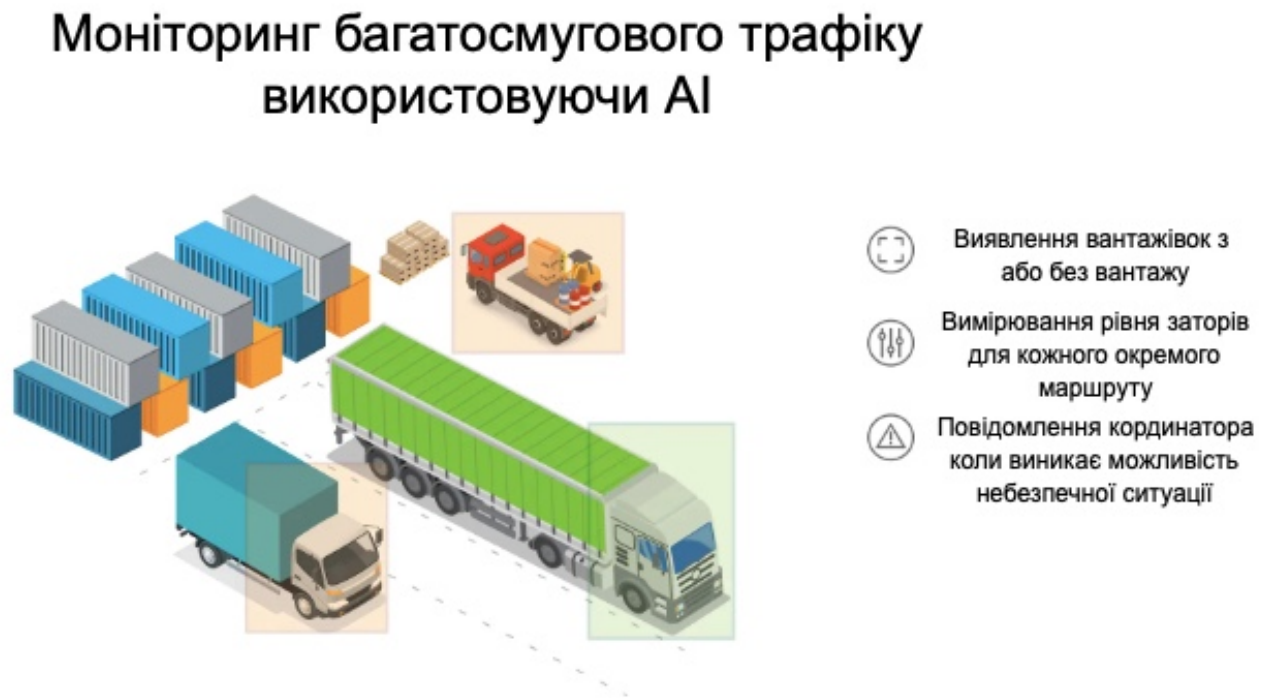 Моніторинг багатосмугового трафіку
використовуючи AI
Виявлення вантажівок з
або без вантажу
Вимірювання рівня заторів
для кожного окремого
маршруту
Повідомлення кординатора
коли виникає можливість
небезпечної ситуації